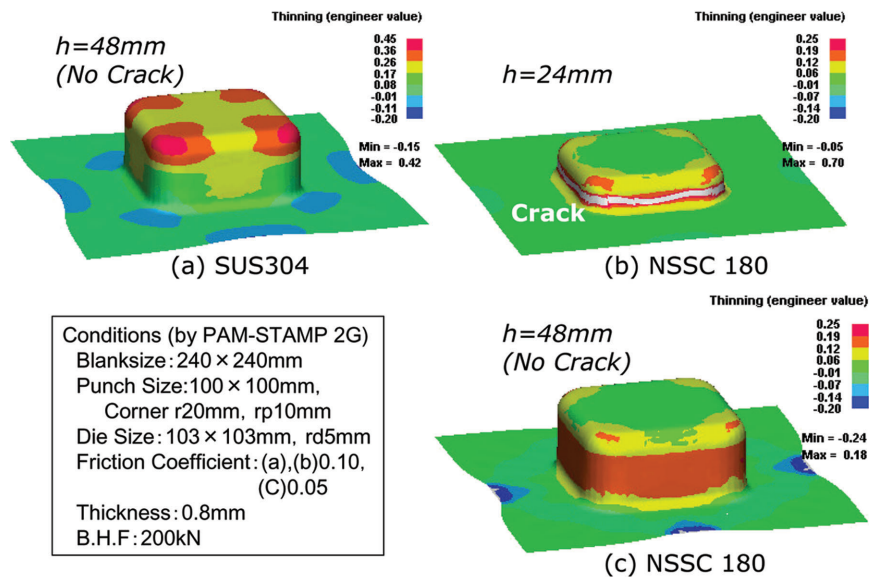 Thinning (engineer value)
h=48mm
(No Crack)
0.45
0.36
0.26
0.17
0.08
-0.01
-0.11
-0.20
Min = -0.15
Max = 0.42
(a) SUS304
Thinning (engineer value)
h=24mm
0.25
0.19
0.12
0.06
-0.01
-0.07
-0.14
-0.20
Min = -0.05
Max = 0.70
Crack
(b) NSSC 180
Conditions (by PAM-STAMP 2G)
Blanksize:240×240mm
Punch Size:100×100mm,
Corner r20mm, rp10mm
Die Size:103×103mm, rd5mm
Friction Coefficient:(a),(b)0.10,
(C)0.05
Thickness:0.8mm
B.H.F:200kN
Thinning (engineer value)
h=48mm
(No Crack)
0.25
0.19
0.12
0.06
-0.01
-0.07
-0.14
-0.20
Min = -0.24
Max = 0.18
(c) NSSC 180